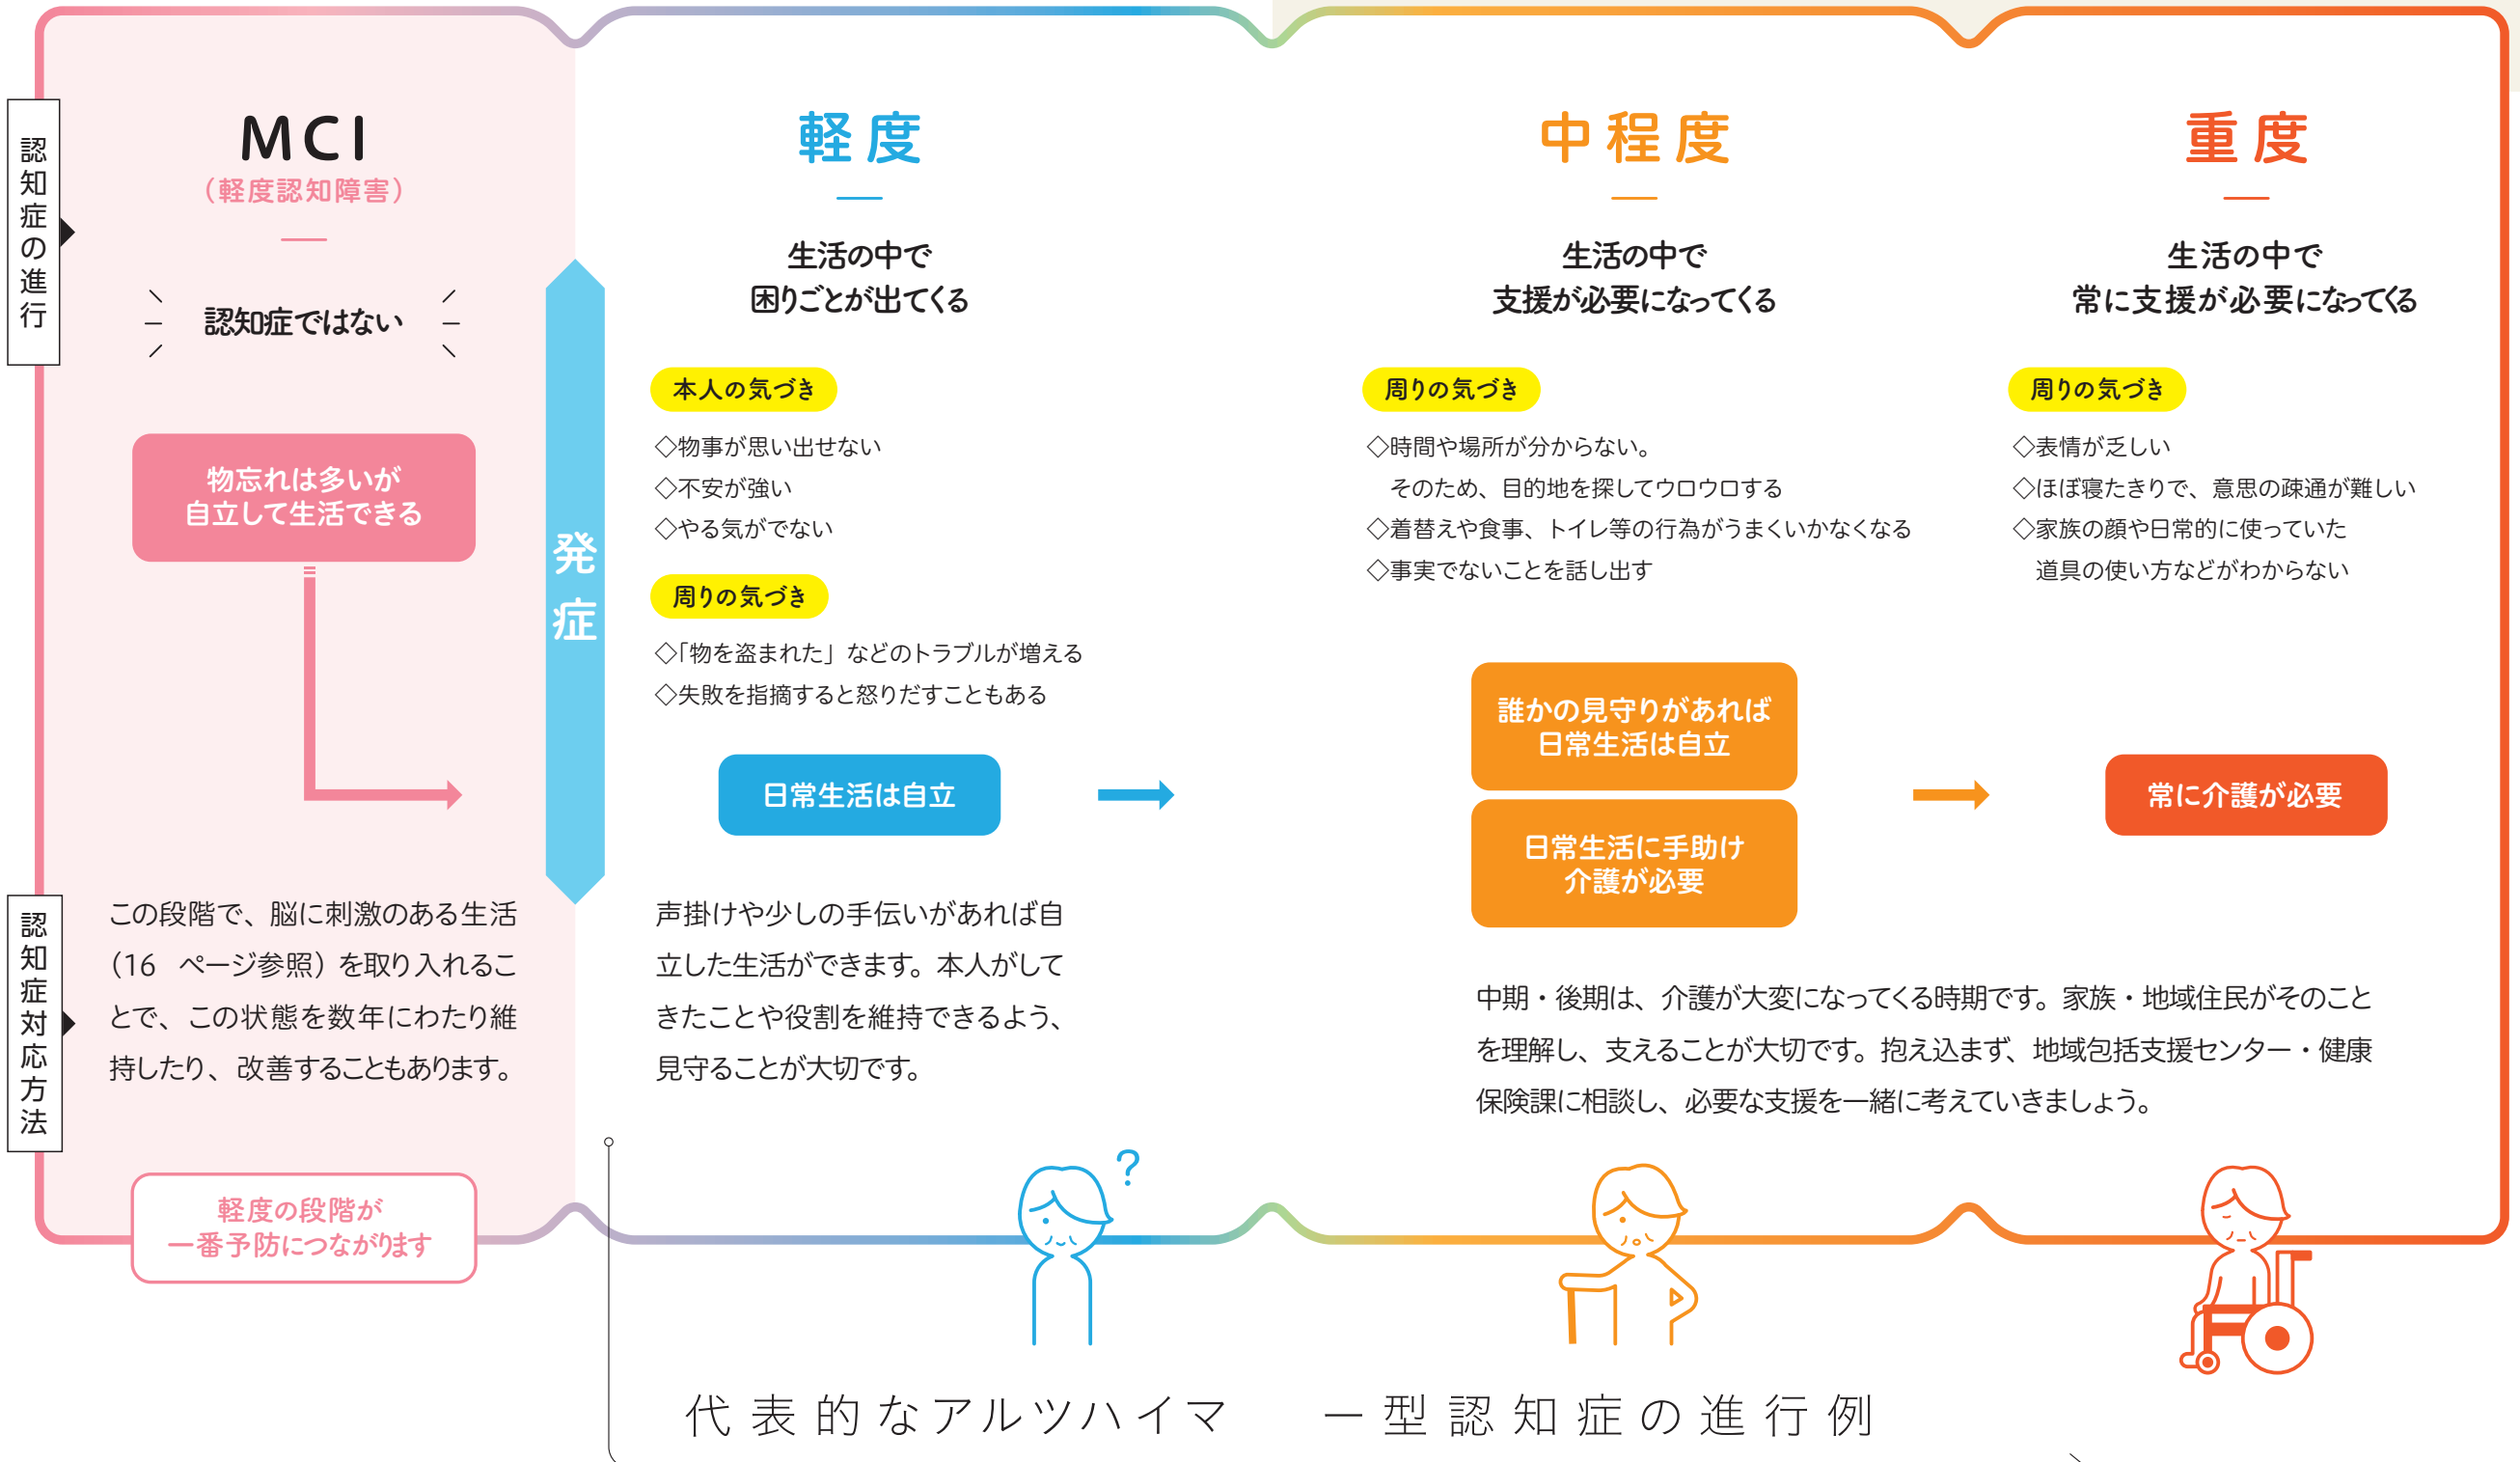 認知症の進行
MCI
（軽度認知障害）
認知症ではない
物忘れは多いが
自立して生活できる
発症
軽度
生活の中で
困りごとが出てくる
本人の気づき
◇物事が思い出せない
◇不安が強い
◇やる気がでない
周りの気づき
◇「物を盗まれた」などのトラブルが増える
◇失敗を指摘すると怒りだすこともある
日常生活は自立
中程度
生活の中で
支援が必要になってくる
周りの気づき
◇時間や場所が分からない。
そのため、目的地を探してウロウロする
◇着替えや食事、トイレ等の行為がうまくいかなくなる
◇事実でないことを話し出す
誰かの見守りがあれば
日常生活は自立
日常生活に手助け
介護が必要
重度
生活の中で
常に支援が必要になってくる
周りの気づき
◇表情が乏しい
◇ほぼ寝たきりで、意思の疎通が難しい
◇家族の顔や日常的に使っていた
道具の使い方などがわからない
常に介護が必要
認知症対応方法
この段階で、脳に刺激のある生活
（16 ページ参照）を取り入れるこ
とで、この状態を数年にわたり維
持したり、改善することもあります。
軽度の段階が
一番予防につながります
声掛けや少しの手伝いがあれば自
立した生活ができます。本人がして
きたことや役割を維持できるよう、
見守ることが大切です。
中期・後期は、介護が大変になってくる時期です。家族・地域住民がそのこと
を理解し、支えることが大切です。抱え込まず、地域包括支援センター・健康
保険課に相談し、必要な支援を一緒に考えていきましょう。
?
代表的なアルツハイマー型認知症の進行例